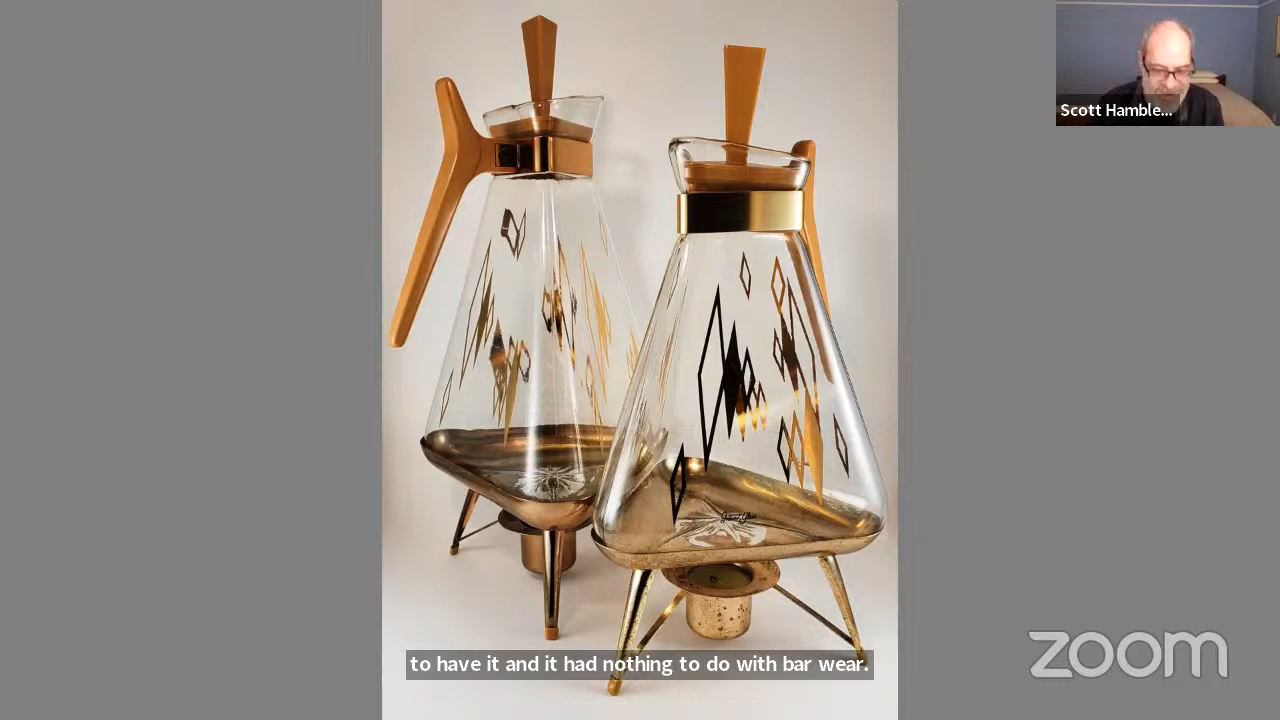 Scott Hamble...
to have it and it had nothing to do with bar wear.
zoom